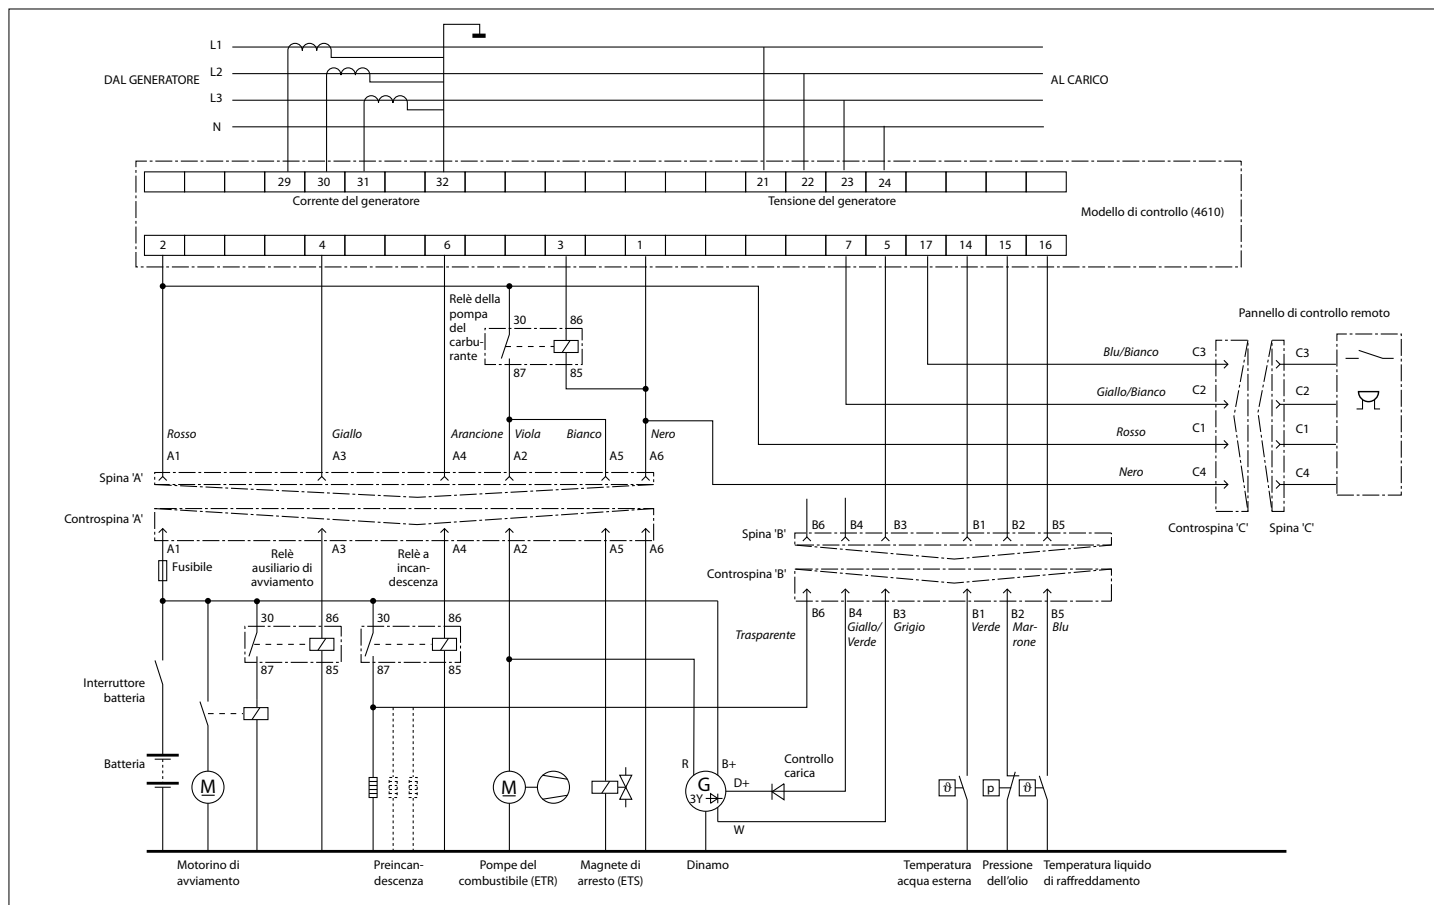 L1
DAL GENERATORE
L2
AL CARICO
L3
N
29 30 31 32 21 22 23 24
Corrente del generatore
Tensione del generatore
Modello di controllo (4610)
2 4 6 3 1 7 5 17 14 15 16
Relè della
pompa
del
carbu-
rante
30 86
87 85
Pannello di controllo remoto
Blu/Bianco C3 C3
Giallo/Bianco C2 C2
Rosso C1 C1
Nero C4 C4
Controspina 'C' Spina 'C'
Rosso Giallo Arancione Viola Bianco Nero
A1 A3 A4 A2 A5 A6
Spina 'A'
Controspina 'A'
A1 A3 A4 A2 A5 A6
Fusibile
Relè
ausiliario di
avviamento
Relè a
incan-
descenza
B6 B4 B3 B1 B2 B5
Spina 'B'
Controspina 'B'
B6 B4 B3 B1 B2 B5
Trasparente
Giallo/
Verde
Grigio
Verde
Mar-
rone
Blu
30 86 30 86
87 85 87 85
Interruttore
batteria
Batteria
M
M
R B+
G
3Y
D+
W
Controllo
carica
ϑ p ϑ
Motorino di
avviamento
Preincan-
descenza
Pompe del
combustibile (ETR)
Magnete di
arresto (ETS)
Dinamo
Temperatura
acqua esterna
Pressione
dell'olio
Temperatura liquido
di raffreddamento